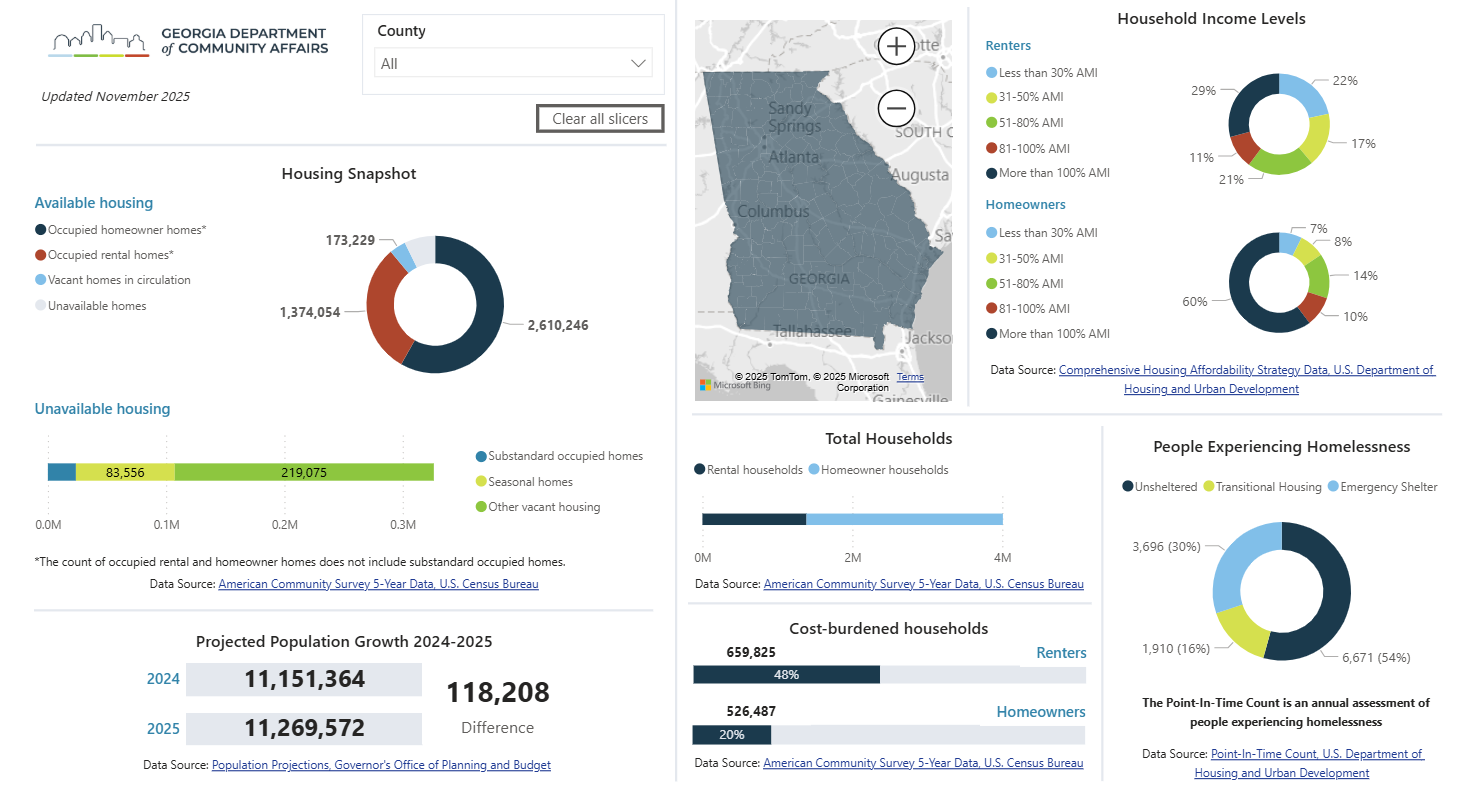 GEORGIA DEPARTMENT
of COMMUNITY AFFAIRS
Updated November 2025
County
All
Clear all slicers
Housing Snapshot
Available housing
Occupied homeowner homes*
Occupied rental homes*
Vacant homes in circulation
Unavailable homes
173,229
1,374,054
2,610,246
Unavailable housing
83,556
219,075
0.0M
0.1M
0.2M
0.3M
Substandard occupied homes
Seasonal homes
Other vacant housing
*The count of occupied rental and homeowner homes does not include substandard occupied homes.
Data Source: American Community Survey 5-Year Data, U.S. Census Bureau
Projected Population Growth 2024-2025
2024
11,151,364
2025
11,269,572
118,208
Difference
Data Source: Population Projections, Governor's Office of Planning and Budget
otte
Sandy
Springs
SOUTH C
Atlanta
Augusta
Columbus
Sa
GEORGIA
Tallahassee
Jackso
© 2025 TomTom, © 2025 Microsoft
Corporation
Terms
Microsoft Bing
Gainesville
Household Income Levels
Renters
Less than 30% AMI
31-50% AMI
51-80% AMI
81-100% AMI
More than 100% AMI
29%
22%
17%
11%
21%
Homeowners
Less than 30% AMI
31-50% AMI
51-80% AMI
81-100% AMI
More than 100% AMI
7%
8%
14%
10%
60%
Data Source: Comprehensive Housing Affordability Strategy Data, U.S. Department of
Housing and Urban Development
Total Households
Rental households
Homeowner households
0M
2M
4M
Data Source: American Community Survey 5-Year Data, U.S. Census Bureau
Cost-burdened households
659,825
Renters
48%
526,487
Homeowners
20%
Data Source: American Community Survey 5-Year Data, U.S. Census Bureau
People Experiencing Homelessness
Unsheltered
Transitional Housing
Emergency Shelter
3,696 (30%)
1,910 (16%)
6,671 (54%)
The Point-In-Time Count is an annual assessment of
people experiencing homelessness
Data Source: Point-In-Time Count, U.S. Department of
Housing and Urban Development